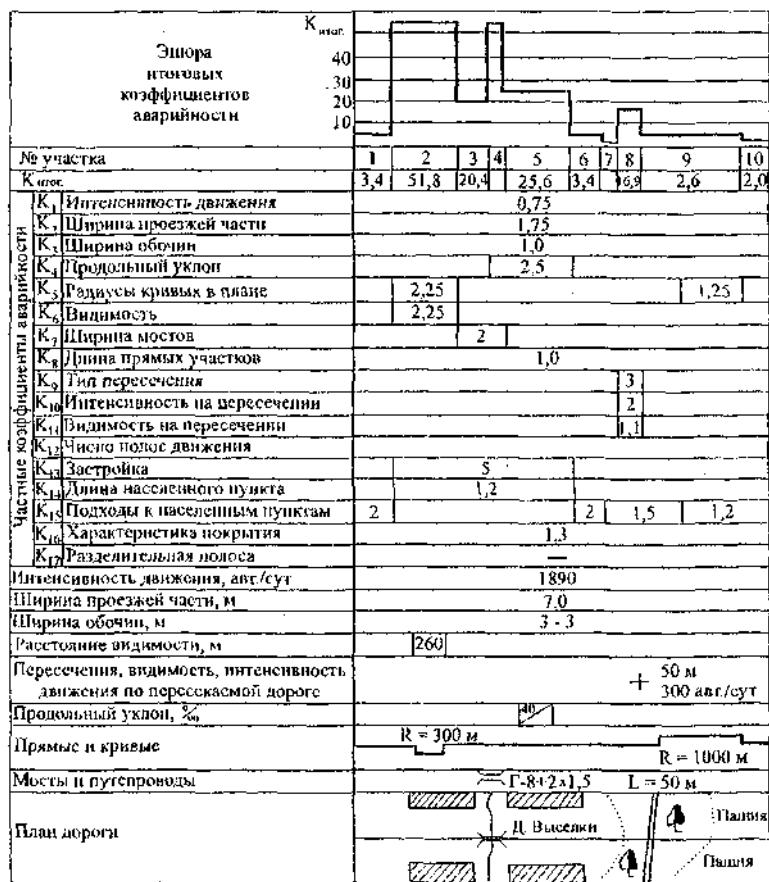 К итог.
Эпюра
итоговых
коэффициентов
аварийности
40
30
20
10
№ участка 1 2 3 4 5 6 7 8 9 10
К итог. 3,4 51,8 20,4 25,6 3,4 16,9 2,6 2,0
Частные коэффициенты аварийности
К1 Интенсивность движения 0,75
К2 Ширина проезжей части 1,75
К3 Ширина обочин 1,0
К4 Продольный уклон 2,5
К5 Радиусы кривых в плане 2,25 1,25
К6 Видимость 2,25
К7 Ширина мостов 2
К8 Длина прямых участков 1,0
К9 Тип пересечения 3
К10 Интенсивность на пересечении 2
К11 Видимость на пересечении 1,1
К12 Число полос движения
К13 Застройка 5
К14 Длина населенного пункта 1,2
К15 Подходы к населенным пунктам 2 2 1,5 1,2
К16 Характеристика покрытия 1,3
К17 Разделительная полоса —
Интенсивность движения, авт./сут 1890
Ширина проезжей части, м 7,0
Ширина обочин, м 3 - 3
Расстояние видимости, м 260
Пересечения, видимость, интенсивность
движения по пересекаемой дороге
50 м
300 авт./сут
Продольный уклон, ‰ 40
Прямые и кривые R = 300 м R = 1000 м
Мосты и путепроводы Г-8+2х1,5 L = 50 м
План дороги
Д. Выселки
Пашня
Пашня